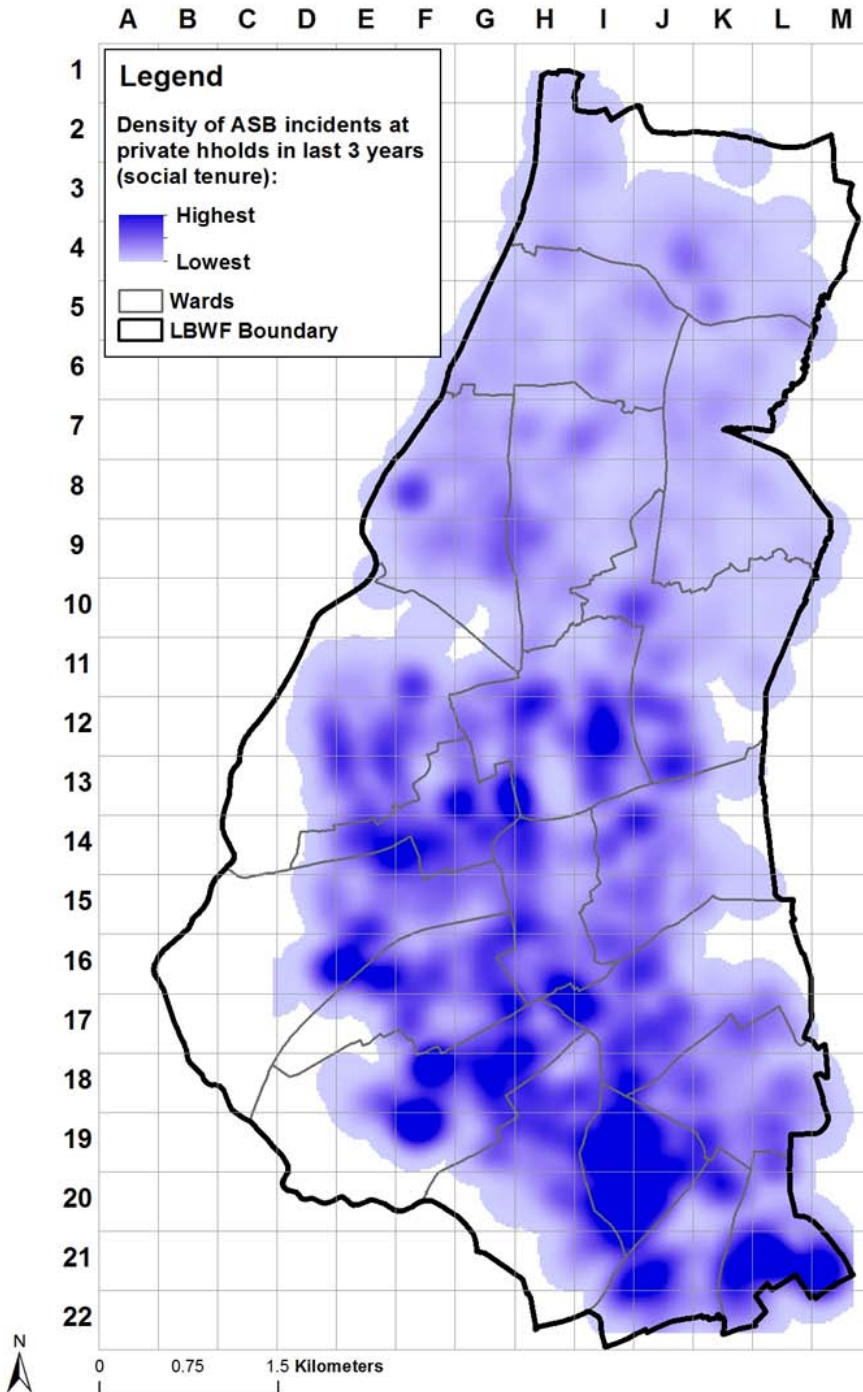 A B C D E F G H I J K L M
1
2
3
4
5
6
7
8
9
10
11
12
13
14
15
16
17
18
19
20
21
22
Legend
Density of ASB incidents at
private hholds in last 3 years
(social tenure):
Highest
Lowest
Wards
LBWF Boundary
N
0 0.75 1.5 Kilometers